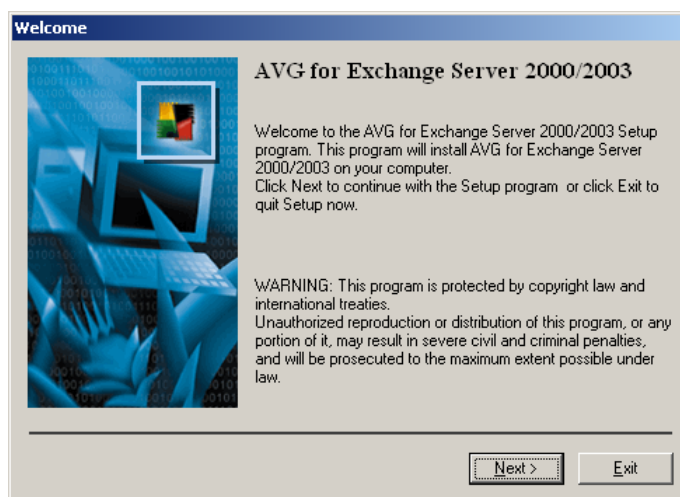 Welcome
AVG for Exchange Server 2000/2003
Welcome to the AVG for Exchange Server 2000/2003 Setup
program. This program will install AVG for Exchange Server
2000/2003 on your computer.
Click Next to continue with the Setup program or click Exit to
quit Setup now.
WARNING: This program is protected by copyright law and
international treaties.
Unauthorized reproduction or distribution of this program, or any
portion of it, may result in severe civil and criminal penalties,
and will be prosecuted to the maximum extent possible under
law.
Next >
Exit